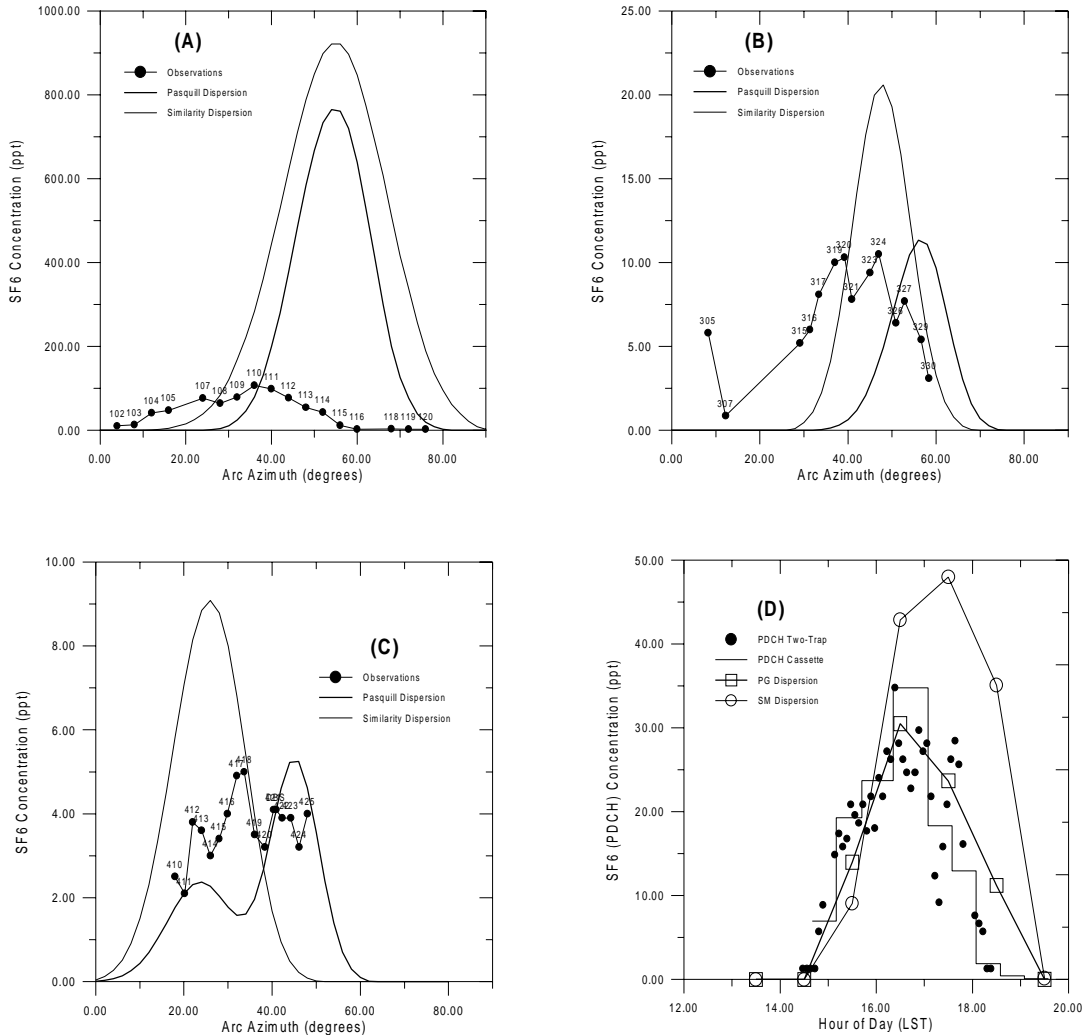 (A)
Observations
Pasquill Dispersion
Similarity Dispersion
SF6 Concentration (ppt)
1000.00
800.00
600.00
400.00
200.00
0.00
102 103 104 105 107 108 109 110 111 112 113 114 115 116 118 119 120
0.00 20.00 40.00 60.00 80.00
Arc Azimuth (degrees)
(B)
Observations
Pasquill Dispersion
Similarity Dispersion
SF6 Concentration (ppt)
25.00
20.00
15.00
10.00
5.00
0.00
305 307 315 316 317 319 320 321 323 324 326 327 329 330
0.00 20.00 40.00 60.00 80.00
Arc Azimuth (degrees)
(C)
Observations
Pasquill Dispersion
Similarity Dispersion
SF6 Concentration (ppt)
10.00
8.00
6.00
4.00
2.00
0.00
410 411 412 413 414 415 416 417 418 419 420 422 423 424 425
0.00 20.00 40.00 60.00 80.00
Arc Azimuth (degrees)
(D)
PDCH Two-Trap
PDCH Cassette
PG Dispersion
SM Dispersion
SF6 (PDCH) Concentration (ppt)
50.00
40.00
30.00
20.00
10.00
0.00
12.00 14.00 16.00 18.00 20.00
Hour of Day (LST)